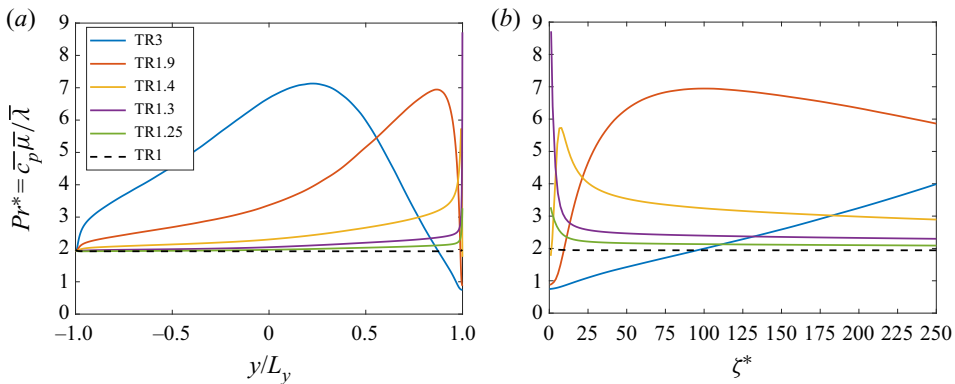 (a)
9
8
7
6
5
4
3
2
1
0
Pr* = c̅p μ̅/λ̅
TR3
TR1.9
TR1.4
TR1.3
TR1.25
TR1
–1.0
–0.5
0
0.5
1.0
y/Ly
(b)
9
8
7
6
5
4
3
2
1
0
0 25 50 75 100 125 150 175 200 225 250
ζ*